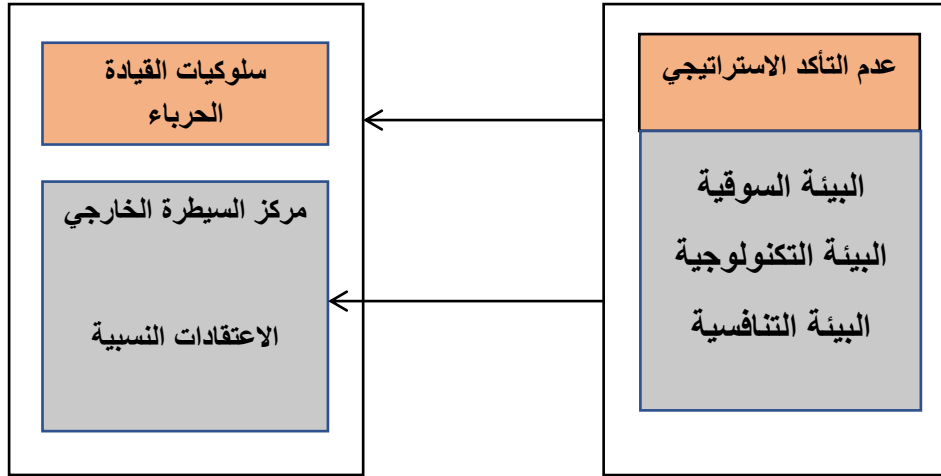 عدم التأكد الاستراتيجي
البيئة السوقية
البيئة التكنولوجية
البيئة التنافسية
سلوكيات القيادة
الحرباء
مركز السيطرة الخارجي
الاعتقادات النسبية